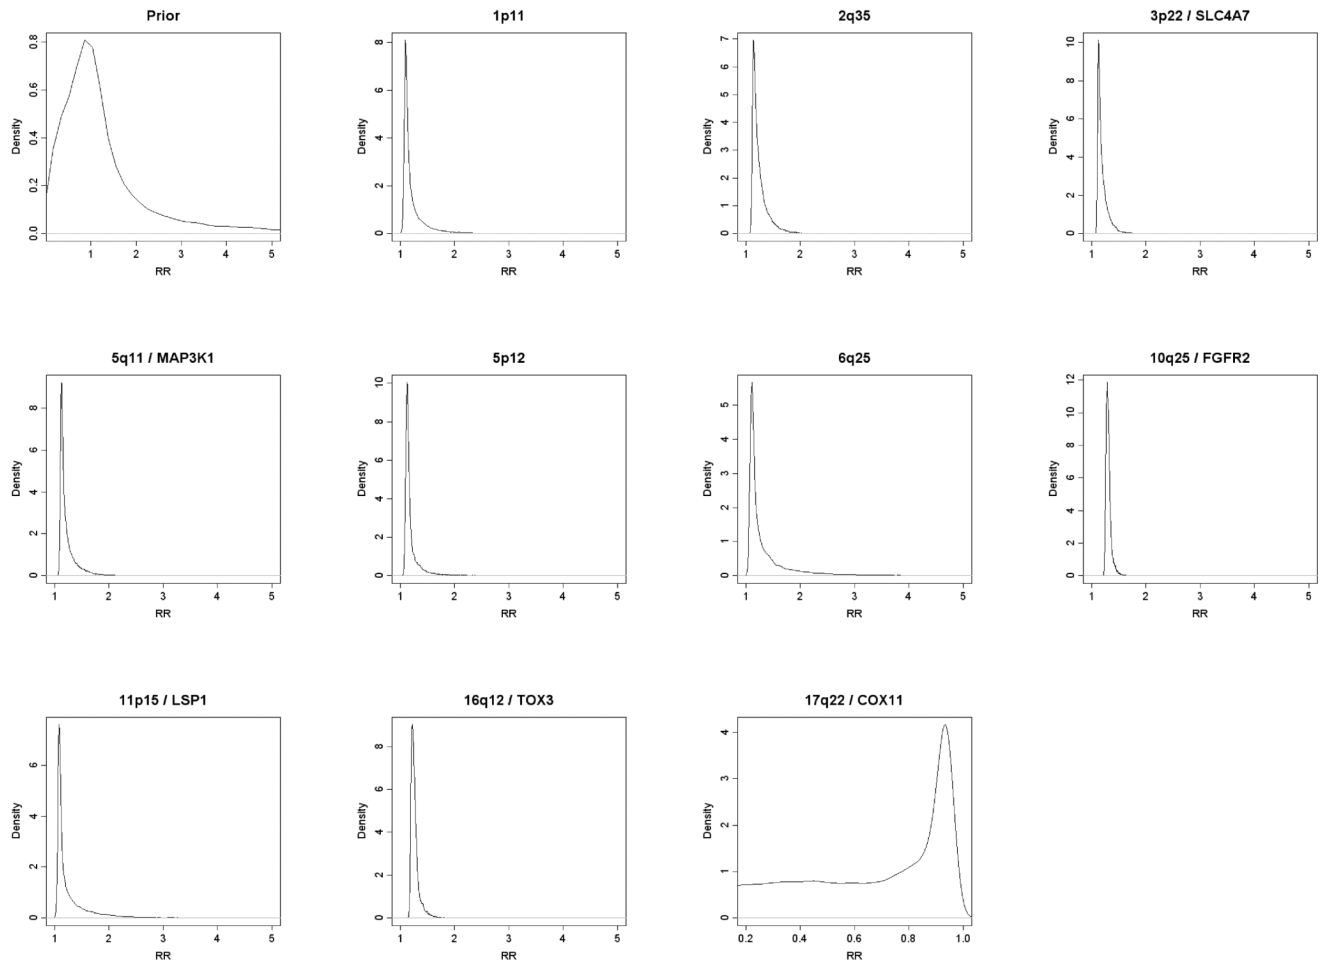 Prior
Density
0.0 0.2 0.4 0.6 0.8
1 2 3 4 5
RR
1p11
Density
0 2 4 6 8
1 2 3 4 5
RR
2q35
Density
0 1 2 3 4 5 6 7
1 2 3 4 5
RR
3p22 / SLC4A7
Density
0 2 4 6 8 10
1 2 3 4 5
RR
5q11 / MAP3K1
Density
0 2 4 6 8
1 2 3 4 5
RR
5p12
Density
0 2 4 6 8 10
1 2 3 4 5
RR
6q25
Density
0 1 2 3 4 5
1 2 3 4 5
RR
10q25 / FGFR2
Density
0 2 4 6 8 10 12
1 2 3 4 5
RR
11p15 / LSP1
Density
0 2 4 6
1 2 3 4 5
RR
16q12 / TOX3
Density
0 2 4 6 8
1 2 3 4 5
RR
17q22 / COX11
Density
0 1 2 3 4
0.2 0.4 0.6 0.8 1.0
RR